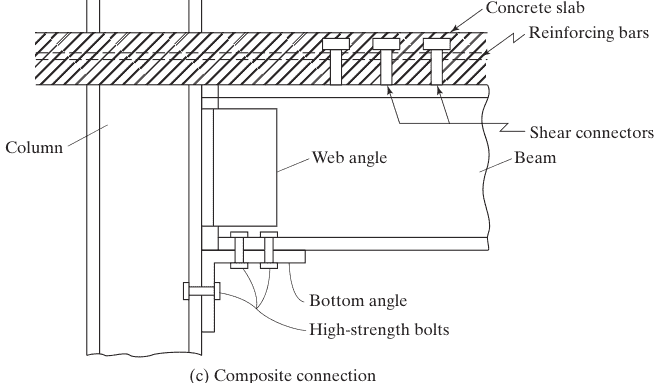 Concrete slab
Reinforcing bars
Shear connectors
Column
Web angle
Beam
Bottom angle
High-strength bolts
(c) Composite connection